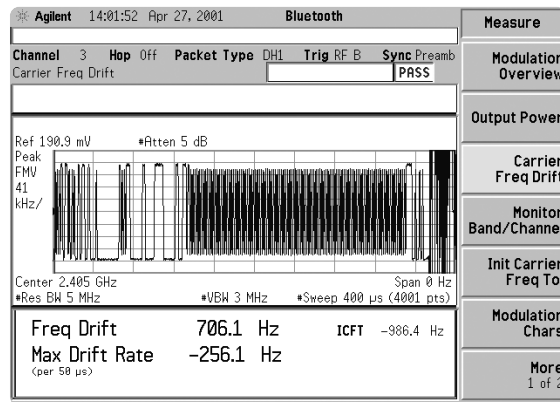 Agilent 14:01:52 Apr 27, 2001 Bluetooth
Measure
Channel 3 Hop Off Packet Type DH1 Trig RF B Sync Preamb
Carrier Freq Drift PASS
Modulation
Overview
Output Power
Ref 190.9 mV #Atten 5 dB
Peak
FMV
41
kHz/
Carrier
Freq Drift
Monitor
Band/Channel
Init Carrier
Freq To
Center 2.405 GHz Span 0 Hz
#Res BW 5 MHz #VBW 3 MHz #Sweep 400 µs (4001 pts)
Freq Drift 706.1 Hz ICFT -986.4 Hz
Max Drift Rate -256.1 Hz
(per 50 µs)
Modulation
Chars
More
1 of 2